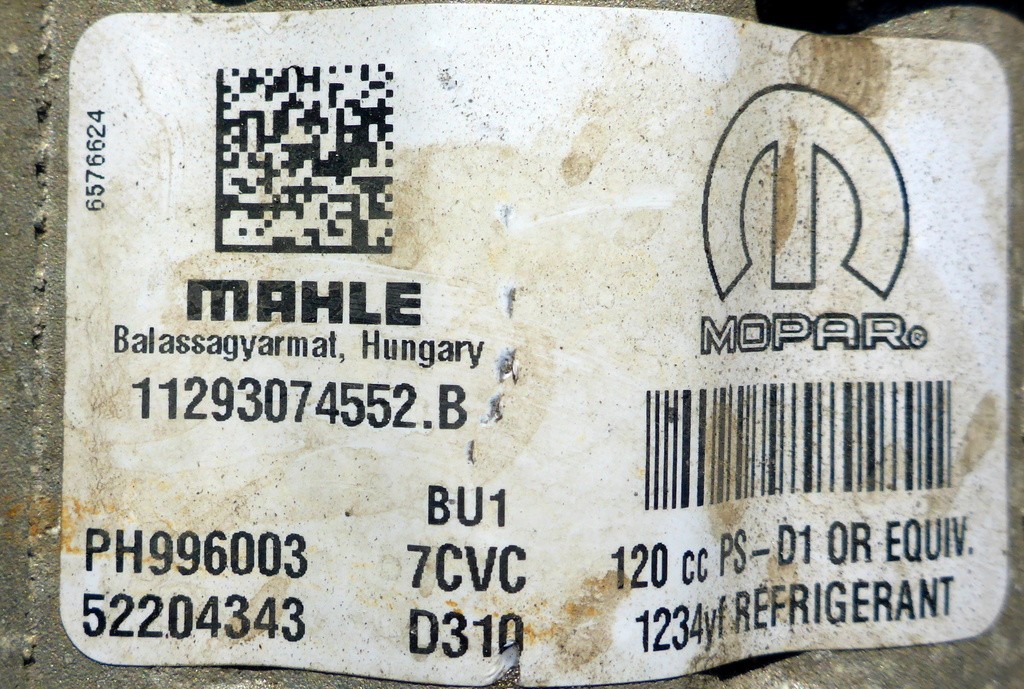 6576624
MAHLE
Balassagyarmat, Hungary
11293074552.B
BU1
PH996003
7CVC
52204343
D310
MOPAR©
120 cc PS-D1 OR EQUIV.
1234yf REFRIGERANT